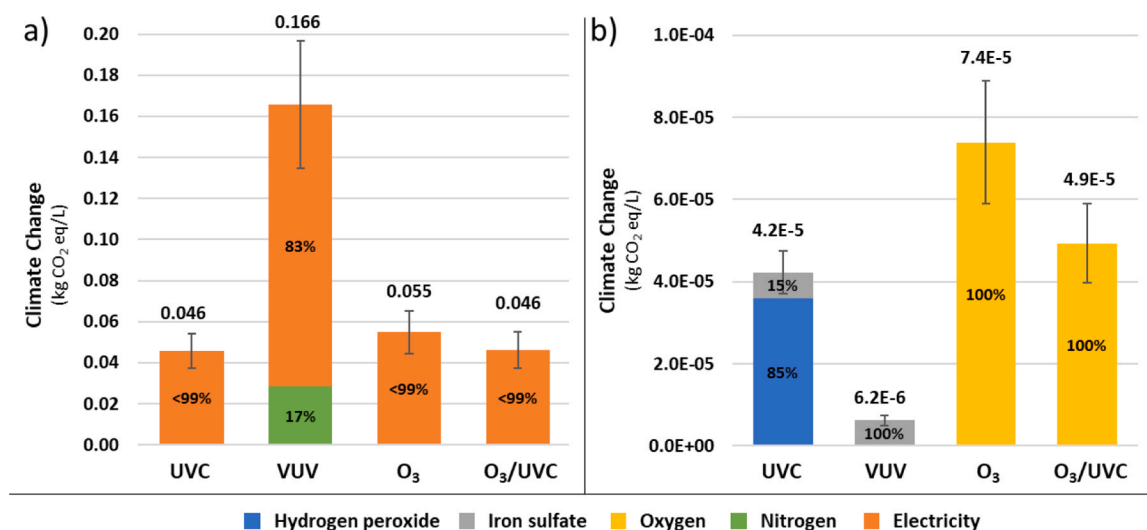 a)
Climate Change
(kg CO₂ eq/L)
0.20
0.18
0.16
0.14
0.12
0.10
0.08
0.06
0.04
0.02
0.00
0.046
0.166
0.055
0.046
<99%
83%
17%
<99%
<99%
UVC
VUV
O₃
O₃/UVC
b)
Climate Change
(kg CO₂ eq/L)
1.0E-04
8.0E-05
6.0E-05
4.0E-05
2.0E-05
0.0E+00
4.2E-5
6.2E-6
7.4E-5
4.9E-5
15%
85%
100%
100%
100%
UVC
VUV
O₃
O₃/UVC
Hydrogen peroxide Iron sulfate Oxygen Nitrogen Electricity